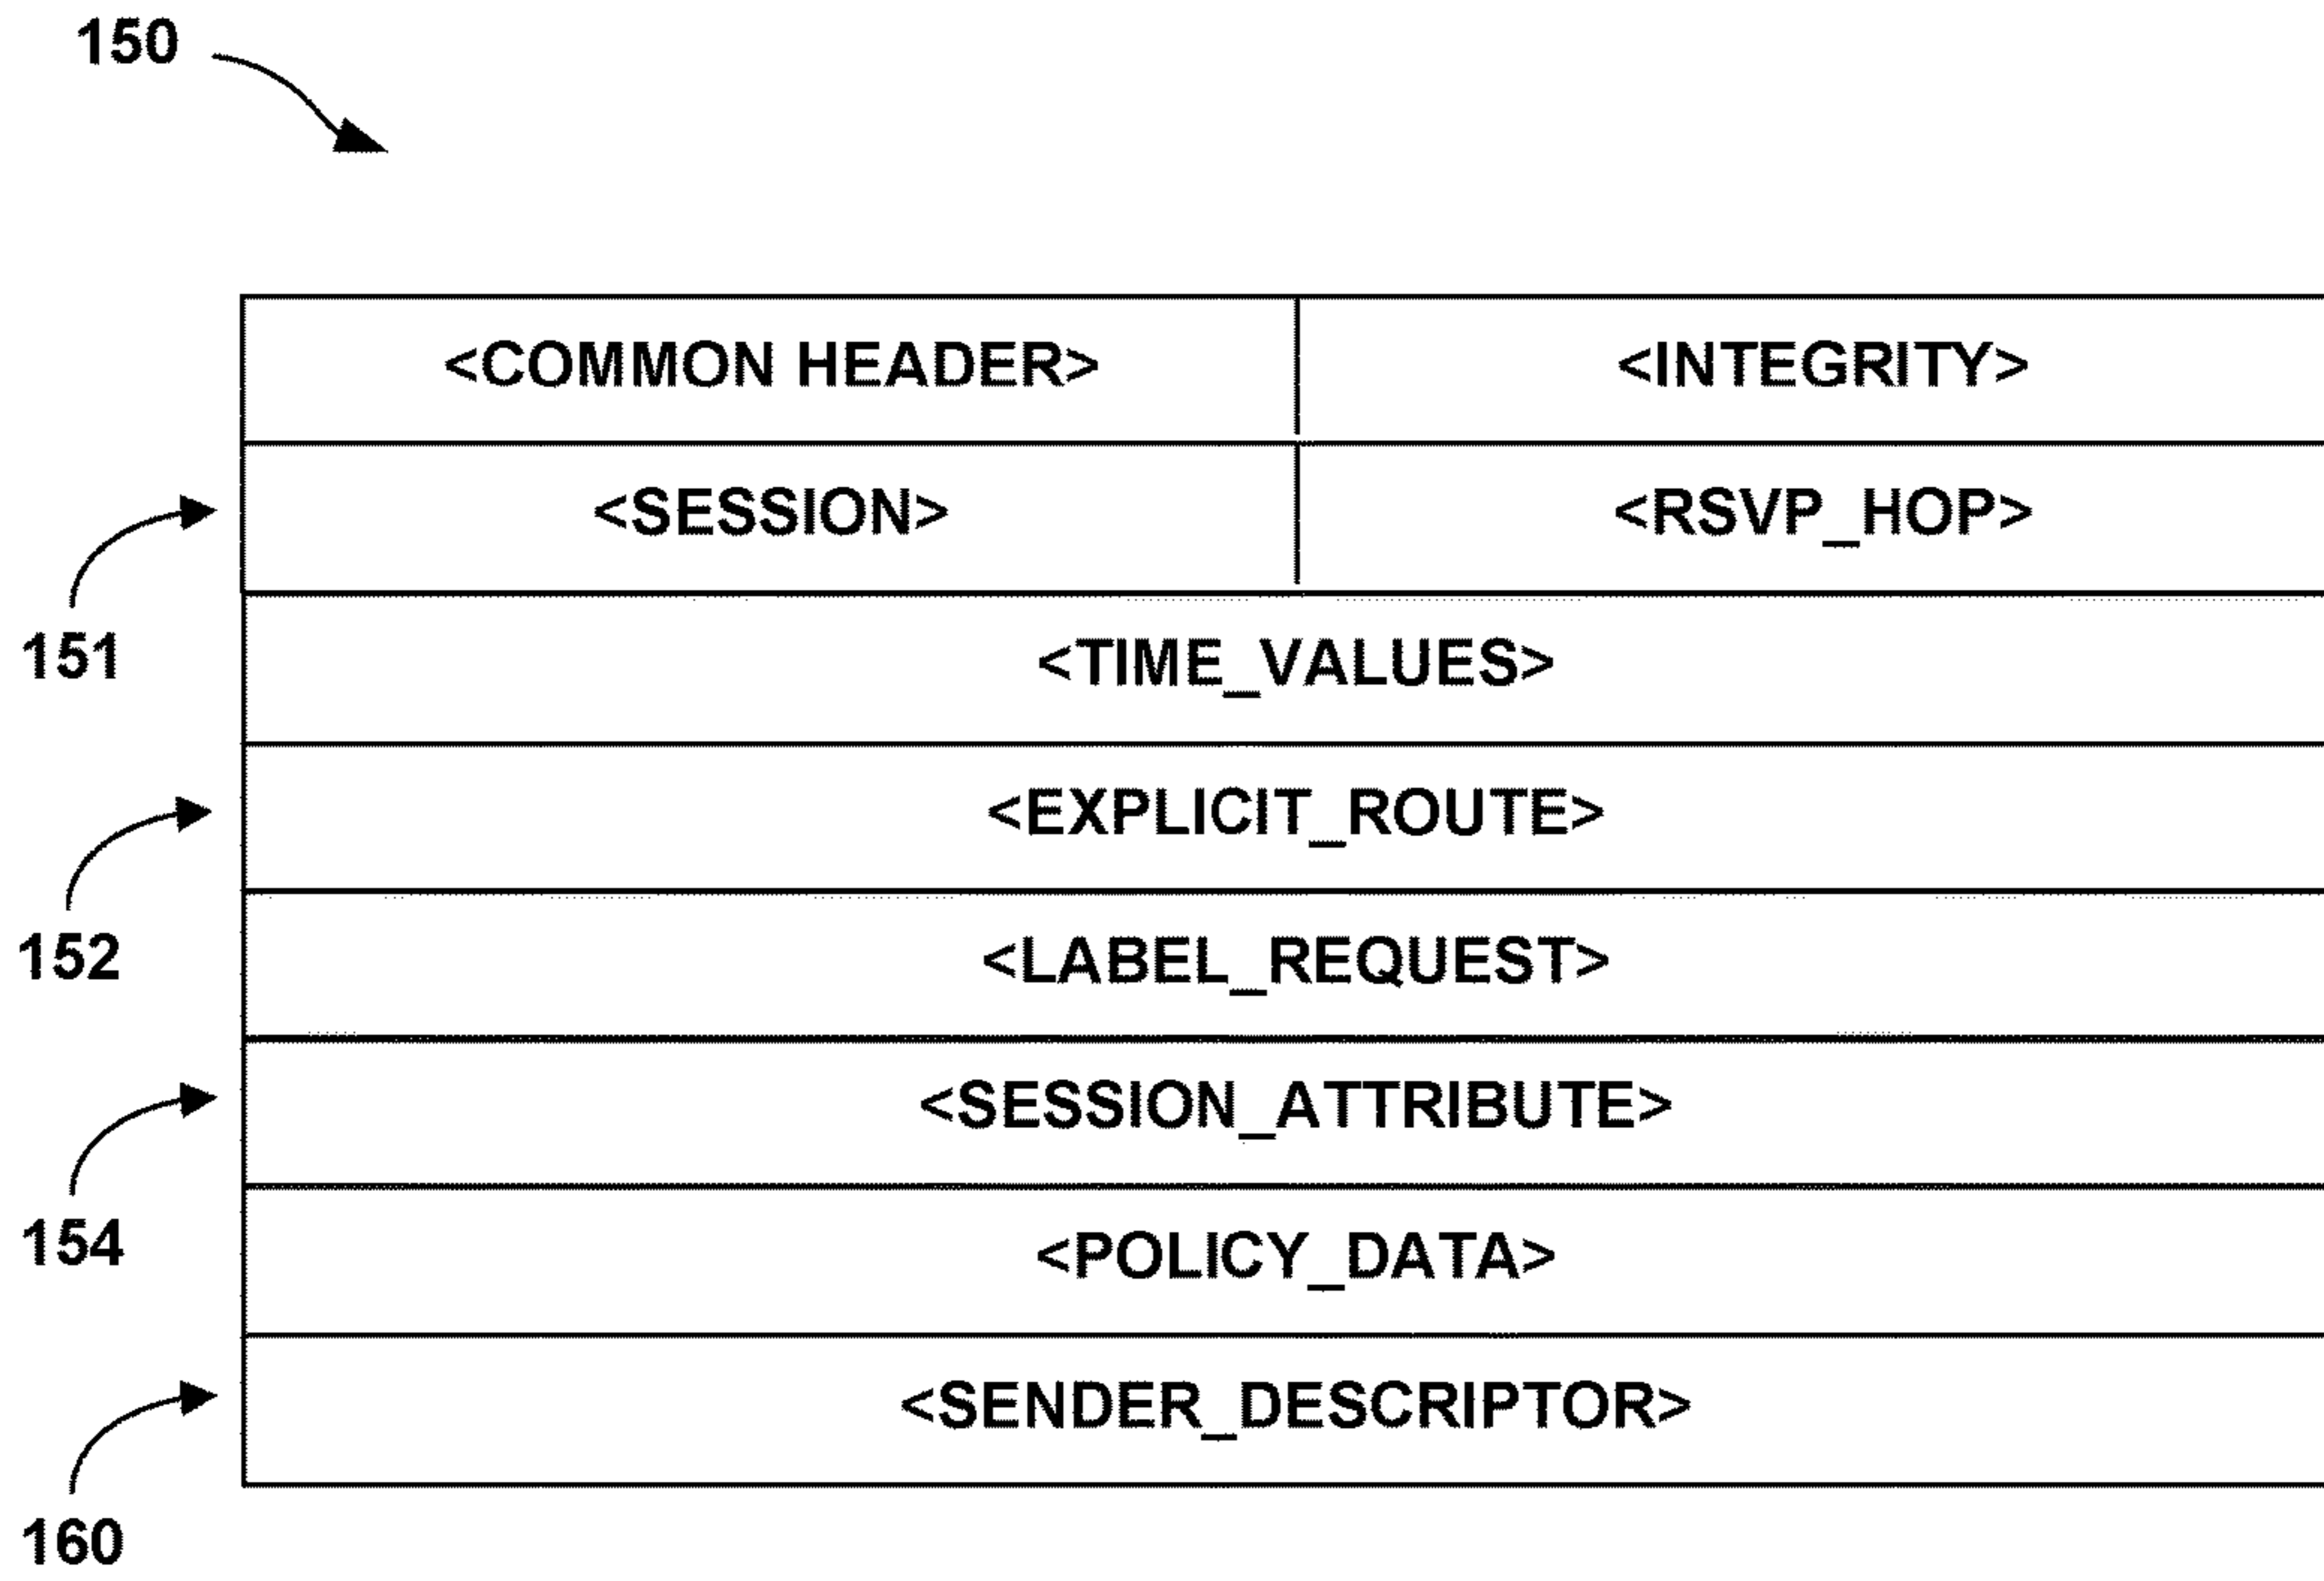 150
<COMMON HEADER> <INTEGRITY>
<SESSION> <RSVP_HOP>
151
<TIME_VALUES>
<EXPLICIT_ROUTE>
152
<LABEL_REQUEST>
<SESSION_ATTRIBUTE>
154
<POLICY_DATA>
<SENDER_DESCRIPTOR>
160